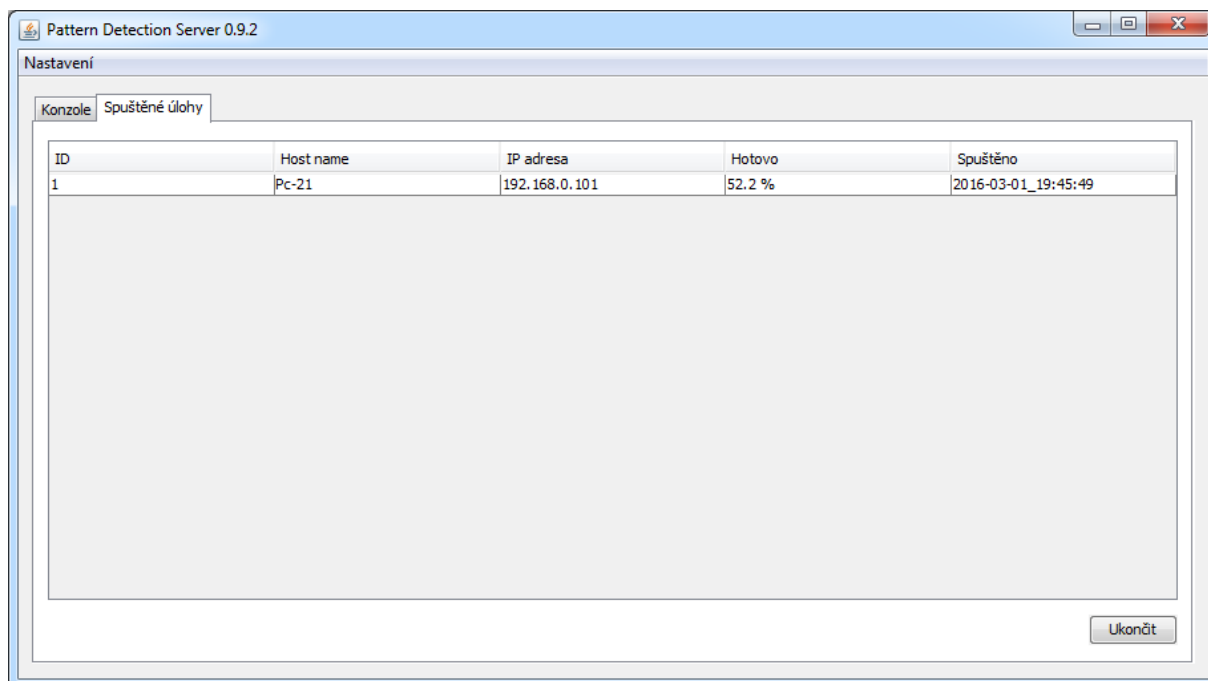 Pattern Detection Server 0.9.2
Nastavení
Konzole Spuštěné úlohy
ID Host name IP adresa Hotovo Spuštěno
1 Pc-21 192.168.0.101 52.2 % 2016-03-01_19:45:49
Ukončit